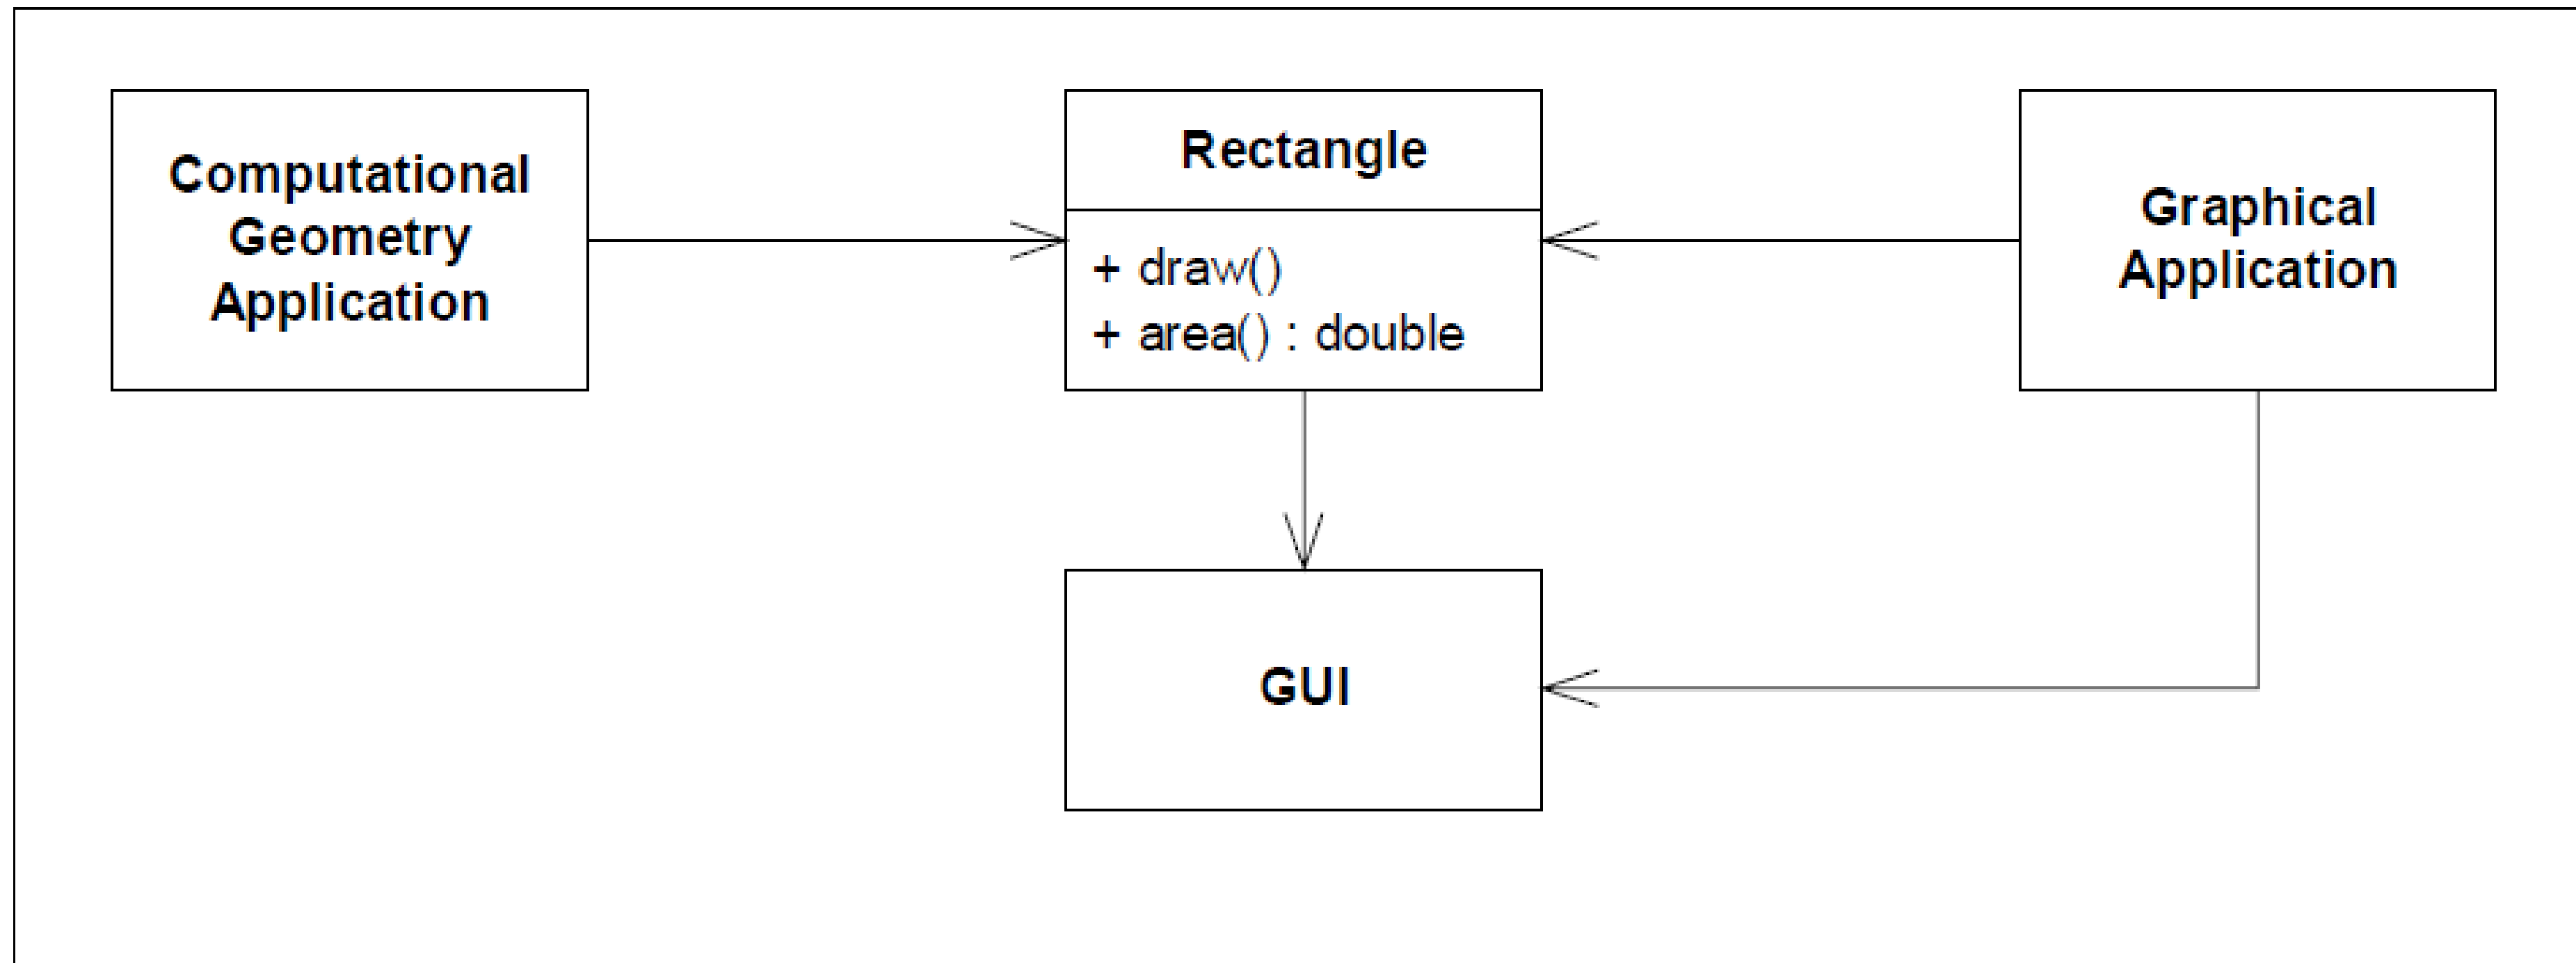 Computational
Geometry
Application
Rectangle
+ draw()
+ area() : double
Graphical
Application
GUI